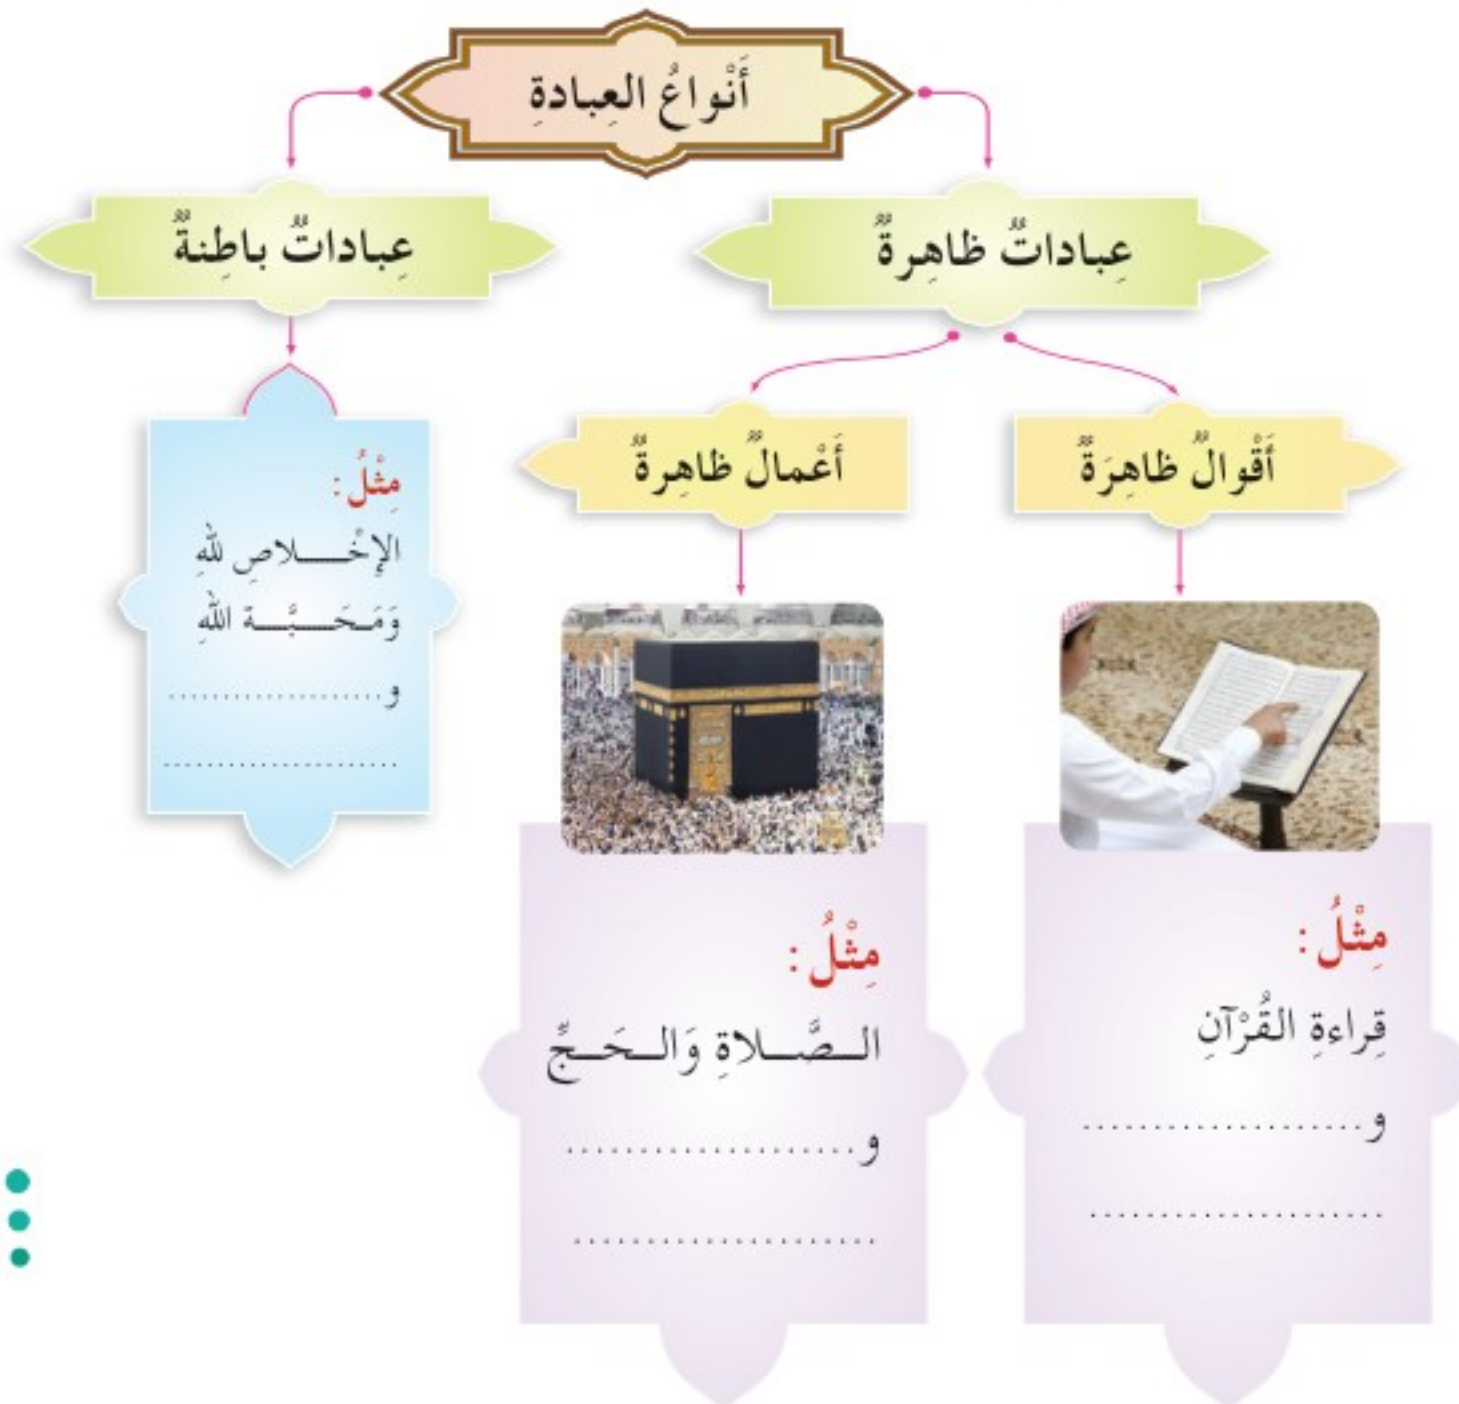 أَنْواعُ العِبادةِ
عِباداتٌ ظاهِرةٌ
عِباداتٌ باطِنةٌ
أَقْوالٌ ظاهِرَةٌ
أَعْمالٌ ظاهِرةٌ
مِثْلُ:
قِراءةِ القُرْآنِ
و....................
......................
مِثْلُ:
الصَّلاةِ وَالحَجِّ
و....................
......................
مِثْلُ:
الإِخْلاصِ للهِ
وَمَحَبَّة اللهِ
و....................
......................